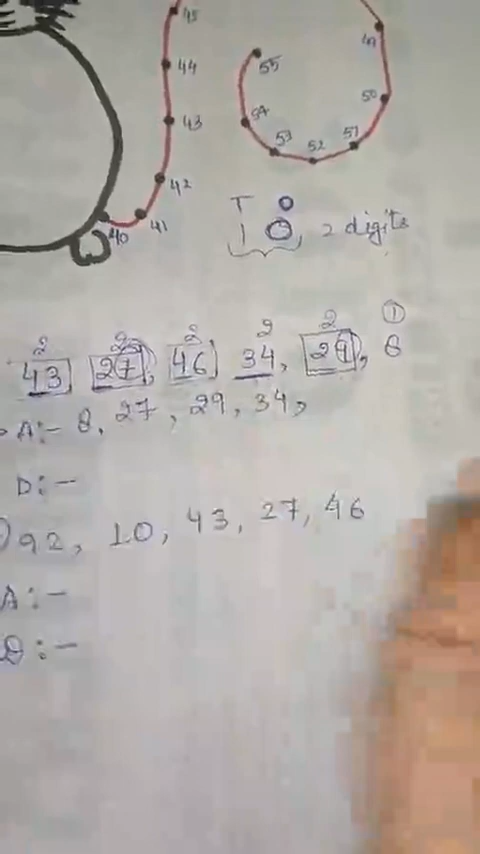 45
44
49
43
55
50
54
53
52
51
42
40
41
T O
1 0 2 digits
2 2 2 2 2 1
43 27, 46 34, 29, 8
A:- 8, 27, 29, 34,
D:-
92, 10, 43, 27, 46
A:-
D:-